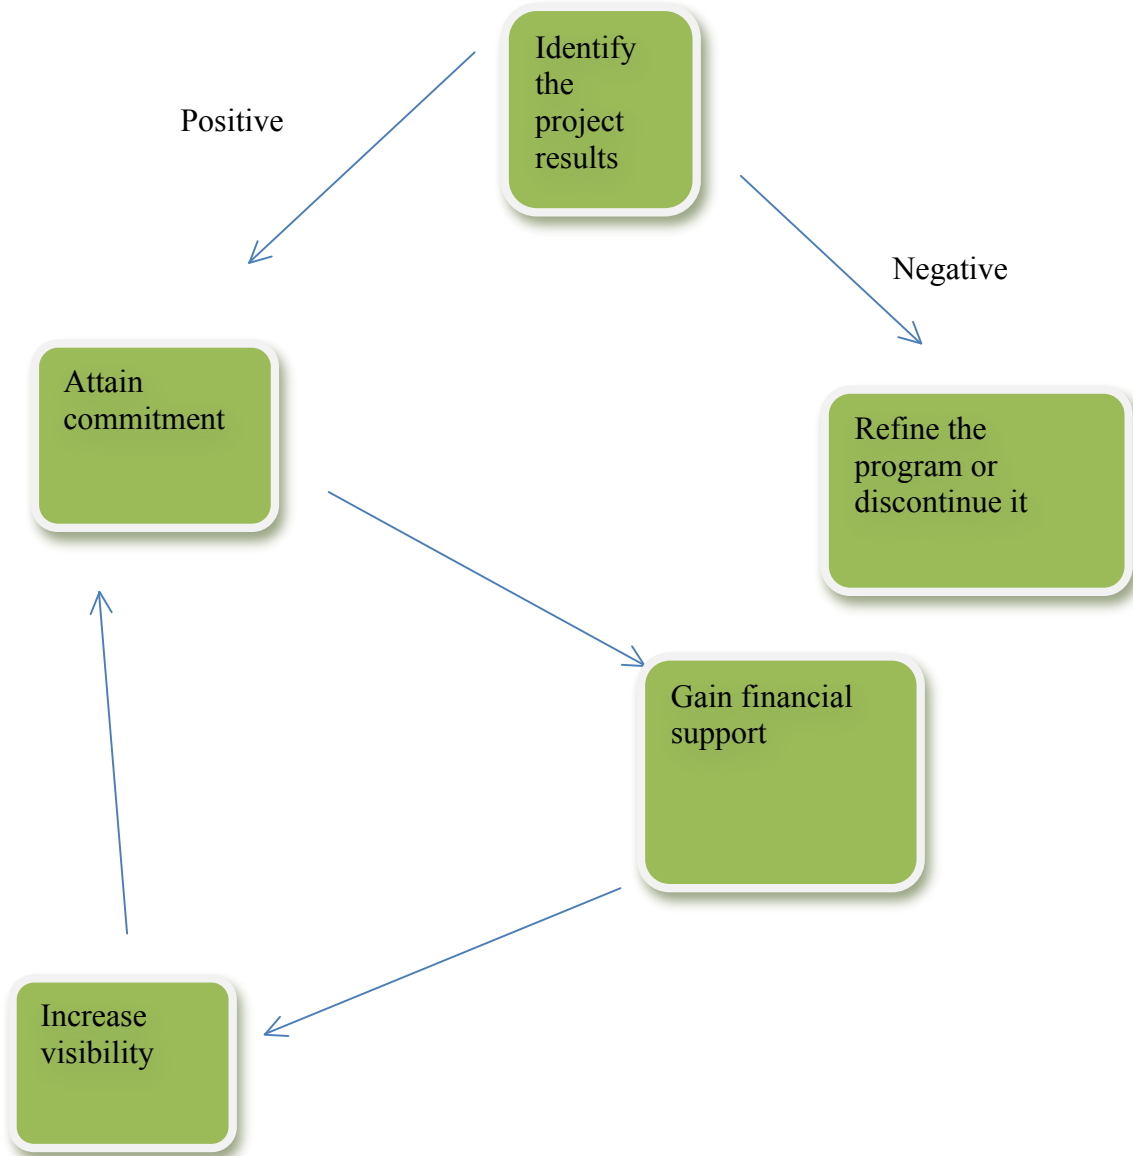 Identify
the
project
results
Positive
Negative
Attain
commitment
Refine the
program or
discontinue it
Gain financial
support
Increase
visibility